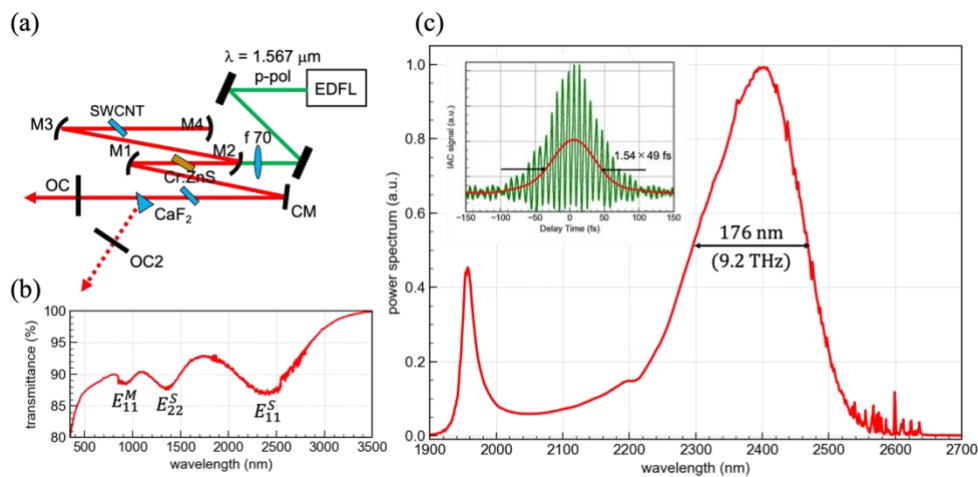 (a)
λ = 1.567 μm
p-pol
EDFL
SWCNT
M3
M4
M1
M2
f 70
Cr:ZnS
OC
CaF2
CM
OC2
(b)
transmittance (%)
100
95
90
85
80
E11^M
E22^S
E11^S
500 1000 1500 2000 2500 3000 3500
wavelength (nm)
(c)
power spectrum (a.u.)
1.0
0.8
0.6
0.4
0.2
0.0
IAC signal (a.u.)
1.54 × 49 fs
−150 −100 −50 0 50 100 150
Delay Time (fs)
176 nm
(9.2 THz)
1900 2000 2100 2200 2300 2400 2500 2600 2700
wavelength (nm)